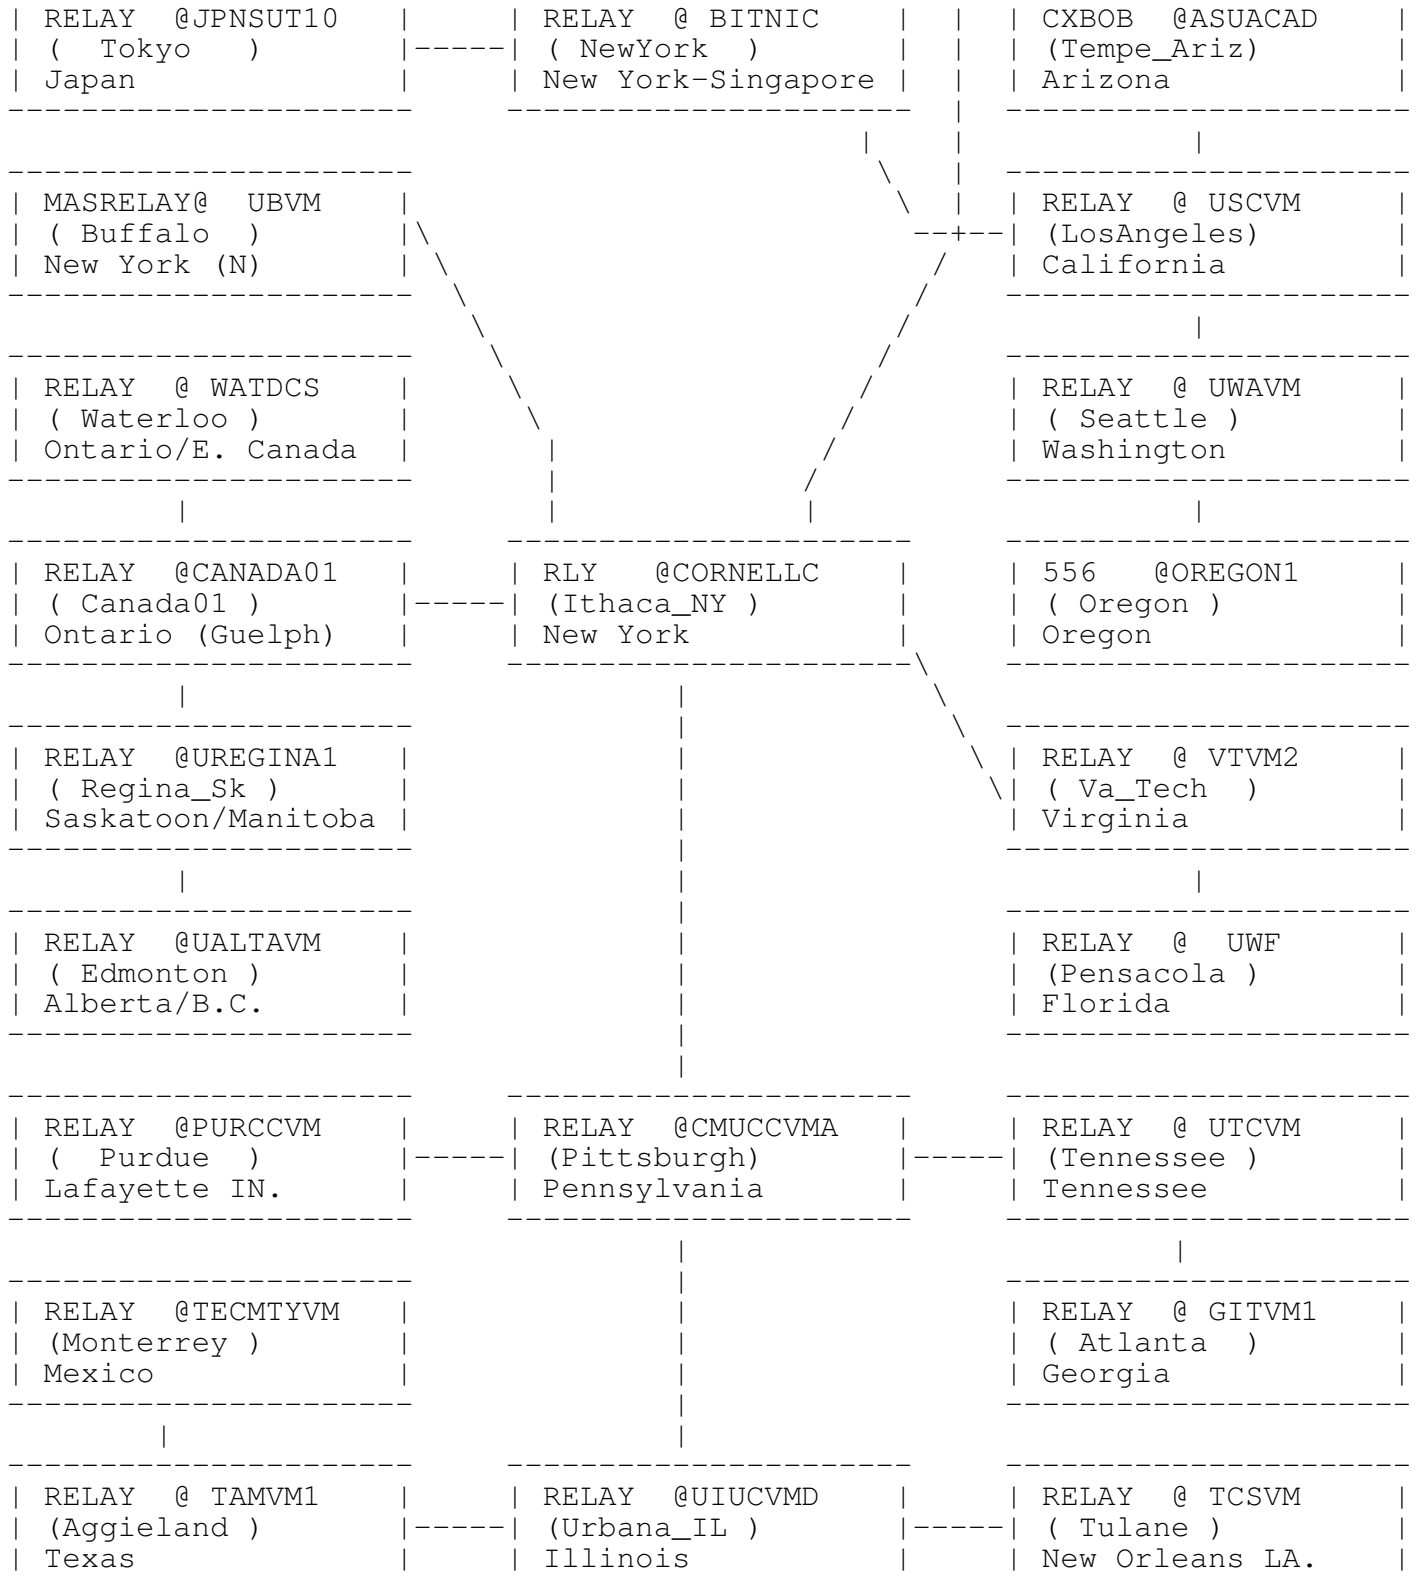 | RELAY  @JPNSUT10    |     | RELAY  @ BITNIC    |  |  | CXBOB  @ASUACAD    |
| (  Tokyo   )        |-----| ( NewYork  )       |  |  | (Tempe_Ariz)       |
| Japan               |     | New York-Singapore |  |  | Arizona            |
| MASRELAY@  UBVM     |                                | RELAY  @ USCVM     |
| ( Buffalo  )        |\                          --+--| (LosAngeles)       |
| New York (N)        | \                              | California         |
| RELAY  @ WATDCS     |                                | RELAY  @ UWAVM     |
| ( Waterloo )        |                                | ( Seattle )        |
| Ontario/E. Canada   |                                | Washington         |
| RELAY  @CANADA01    |     | RLY    @CORNELLC   |     | 556   @OREGON1     |
| ( Canada01 )        |-----| (Ithaca_NY )       |     | ( Oregon )         |
| Ontario (Guelph)    |     | New York           |     | Oregon             |
| RELAY  @UREGINA1    |                                | RELAY  @ VTVM2     |
| ( Regina_Sk )       |                               \| ( Va_Tech  )       |
| Saskatoon/Manitoba |                                 | Virginia           |
| RELAY  @UALTAVM     |                                | RELAY  @  UWF      |
| ( Edmonton )        |                                | (Pensacola )       |
| Alberta/B.C.        |                                | Florida            |
| RELAY  @PURCCVM     |     | RELAY  @CMUCCVMA   |     | RELAY  @ UTCVM     |
| (  Purdue  )        |-----| (Pittsburgh)       |-----| (Tennessee )       |
| Lafayette IN.       |     | Pennsylvania       |     | Tennessee          |
| RELAY  @TECMTYVM    |                                | RELAY  @ GITVM1    |
| (Monterrey )        |                                | ( Atlanta  )       |
| Mexico              |                                | Georgia            |
| RELAY  @ TAMVM1     |     | RELAY  @UIUCVMD    |     | RELAY  @ TCSVM     |
| (Aggieland )        |-----| (Urbana_IL )       |-----| ( Tulane )         |
| Texas               |     | Illinois           |     | New Orleans LA.    |